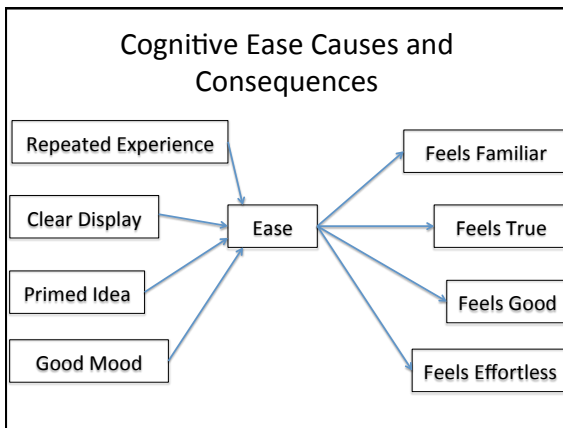 Cognitive Ease Causes and
Consequences
Repeated Experience
Clear Display
Primed Idea
Good Mood
Ease
Feels Familiar
Feels True
Feels Good
Feels Effortless